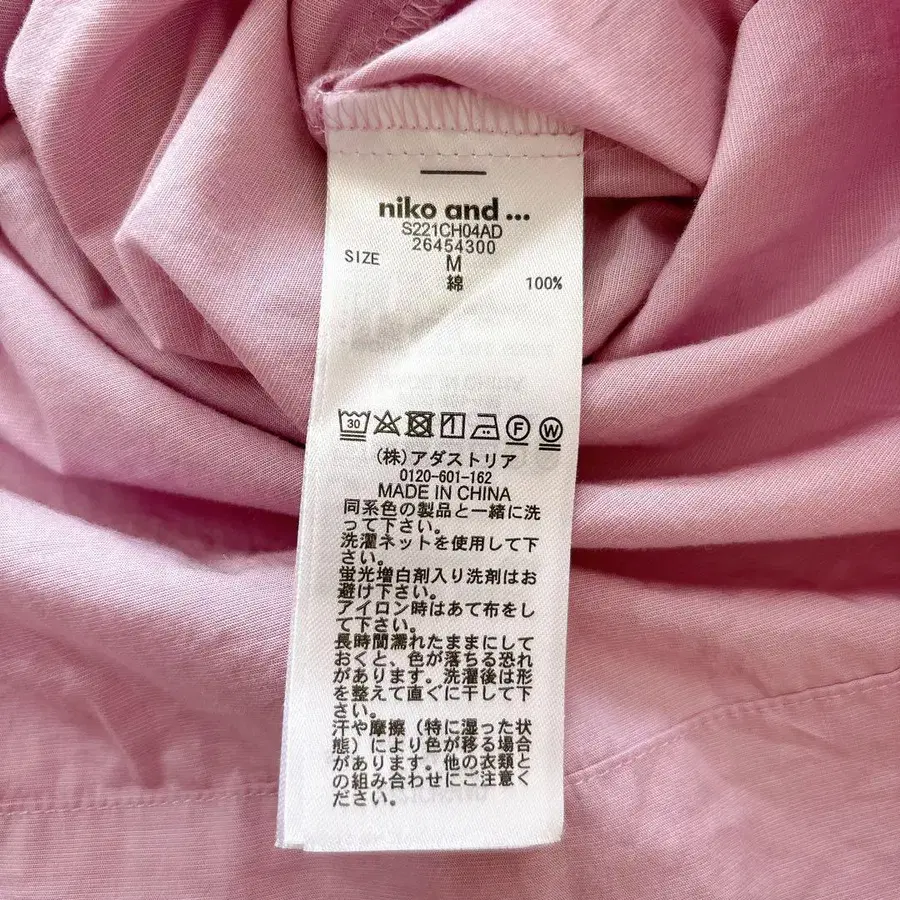 niko and ...
S221CH04AD
26454300
SIZE M
綿 100%
30 F W
(株)アダストリア
0120-601-162
MADE IN CHINA
同系色の製品と一緒に洗
って下さい。
洗濯ネットを使用して下
さい。
蛍光増白剤入り洗剤はお
避け下さい。
アイロン時はあて布をし
て下さい。
長時間濡れたままにして
おくと、色が落ちる恐れ
があります。洗濯後は形
を整えて直ぐに干して下
さい。
汗や摩擦（特に湿った状
態）により色が移る場合
があります。他の衣類と
の組み合わせにご注意く
ださい。